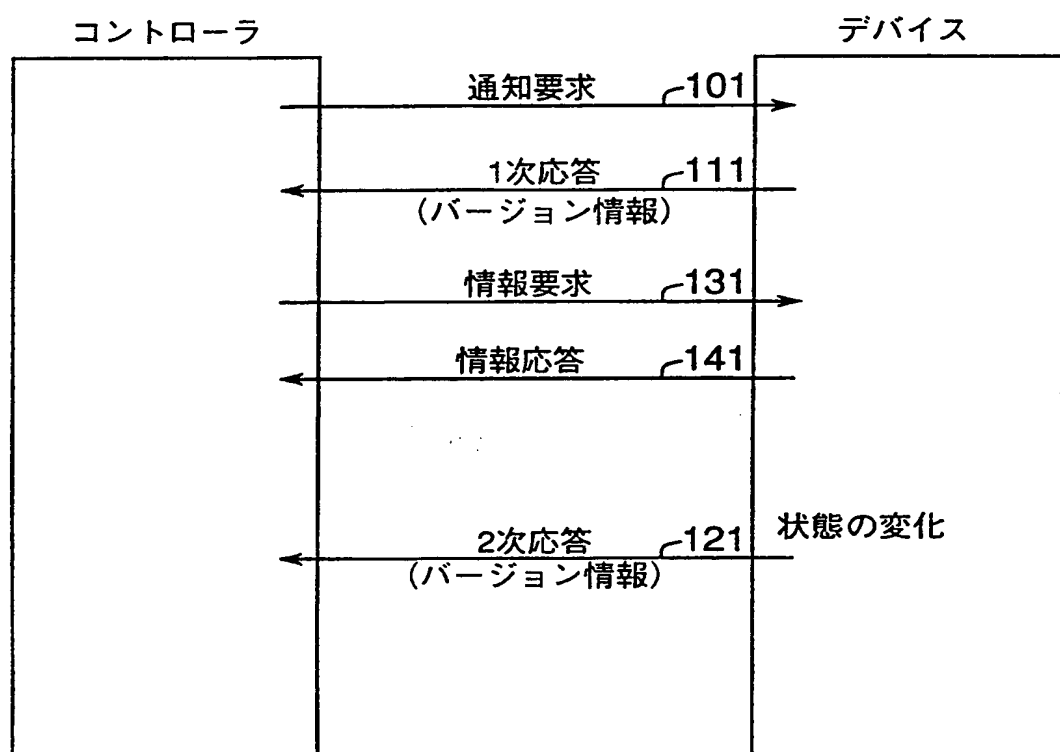 コントローラ
デバイス
通知要求
101
1次応答
111
(バージョン情報)
情報要求
131
情報応答
141
状態の変化
2次応答
121
(バージョン情報)